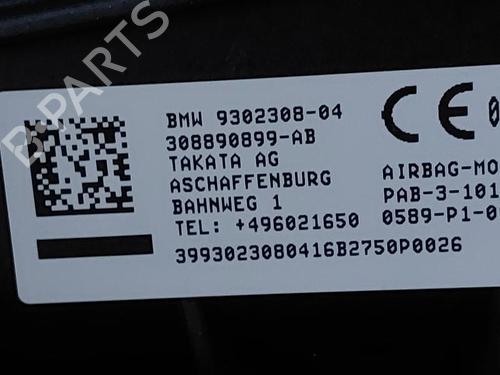 BMW 9302308-04
308890899-AB
TAKATA AG
ASCHAFFENBURG
BAHNWEG 1
TEL: +496021650
3993023080416B2750P0026
CE 0
AIRBAG-MO
PAB-3-101
0589-P1-0
B-PARTS